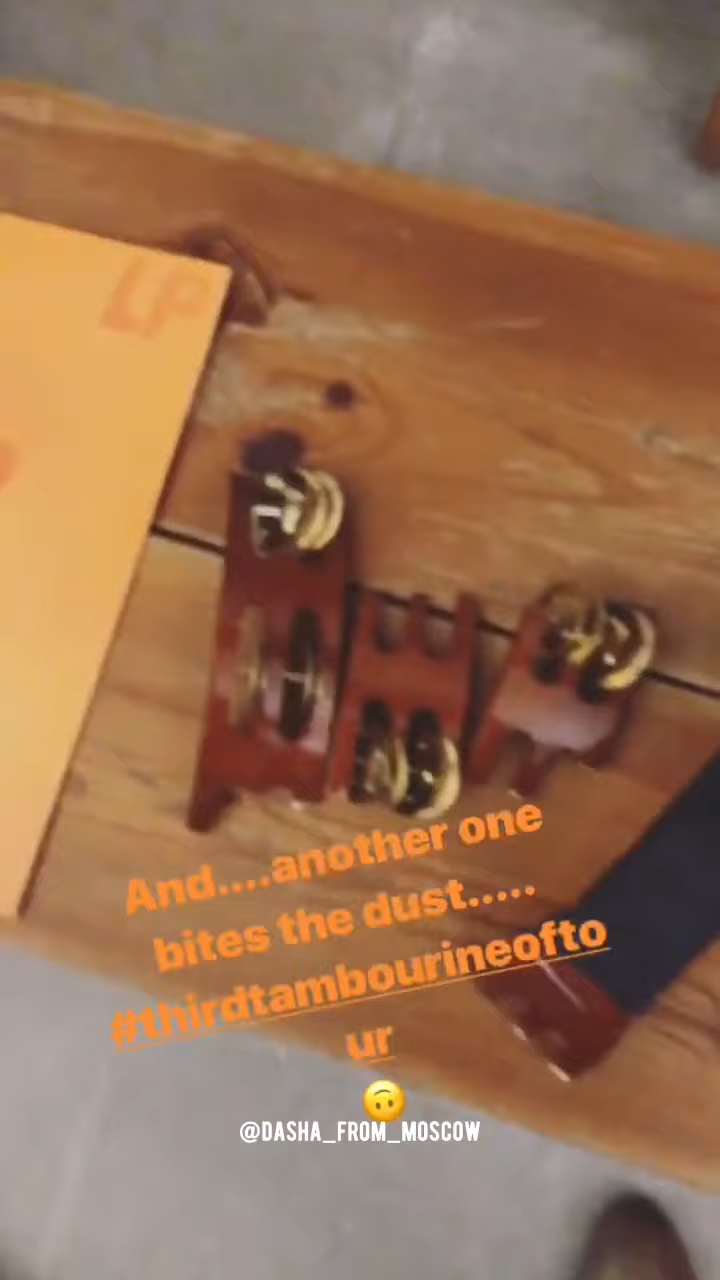 LP
And....another one
bites the dust.....
#thirdtambourineofto
ur
🙃
@DASHA_FROM_MOSCOW